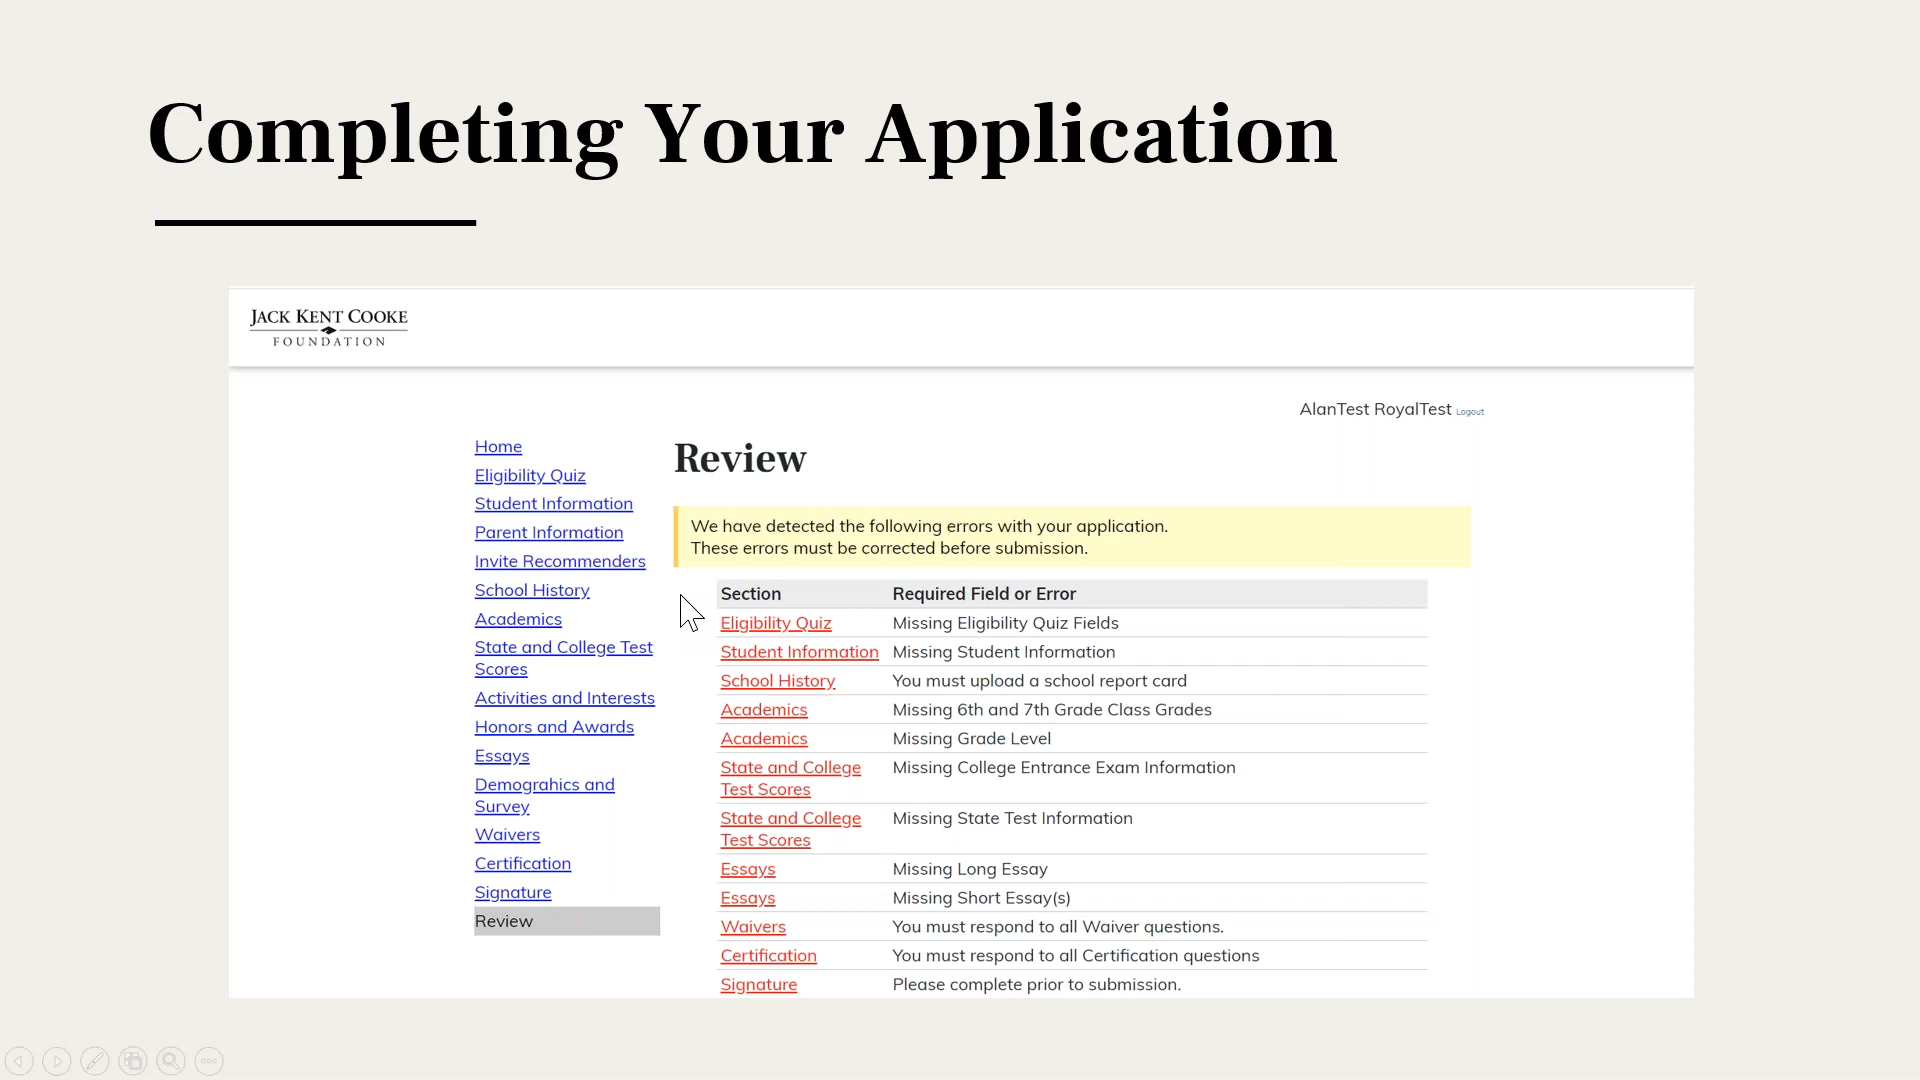 Completing Your Application
JACK KENT COOKE
FOUNDATION
AlanTest RoyalTest Logout
Home
Eligibility Quiz
Student Information
Parent Information
Invite Recommenders
School History
Academics
State and College Test
Scores
Activities and Interests
Honors and Awards
Essays
Demograhics and
Survey
Waivers
Certification
Signature
Review
Review
We have detected the following errors with your application.
These errors must be corrected before submission.
Section Required Field or Error
Eligibility Quiz Missing Eligibility Quiz Fields
Student Information Missing Student Information
School History You must upload a school report card
Academics Missing 6th and 7th Grade Class Grades
Academics Missing Grade Level
State and College Missing College Entrance Exam Information
Test Scores
State and College Missing State Test Information
Test Scores
Essays Missing Long Essay
Essays Missing Short Essay(s)
Waivers You must respond to all Waiver questions.
Certification You must respond to all Certification questions
Signature Please complete prior to submission.